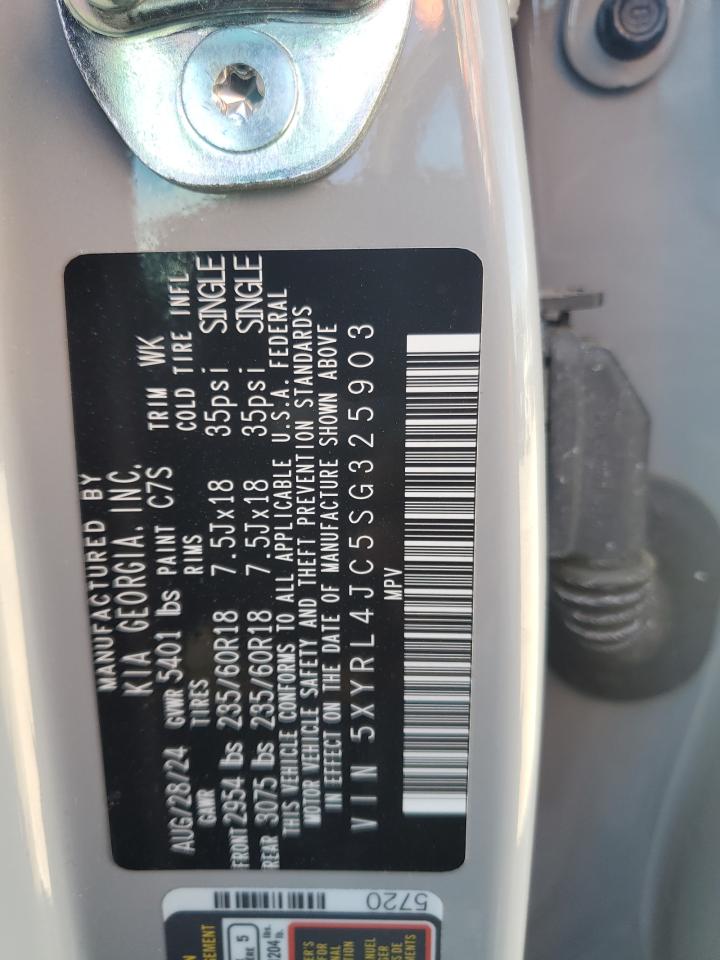 MANUFACTURED BY
KIA GEORGIA. INC.
AUG/28/24 GVWR 5401 lbs PAINT C7S TRIM WK
GAWR TIRES RIMS COLD TIRE INFL
FRONT 2954 lbs 235/60R18 7.5Jx18 35psi SINGLE
REAR 3075 lbs 235/60R18 7.5Jx18 35psi SINGLE
THIS VEHICLE CONFORMS TO ALL APPLICABLE U.S.A. FEDERAL
MOTOR VEHICLE SAFETY AND THEFT PREVENTION STANDARDS
IN EFFECT ON THE DATE OF MANUFACTURE SHOWN ABOVE
VIN 5XYRL4JC5SG325903
MPV
5720